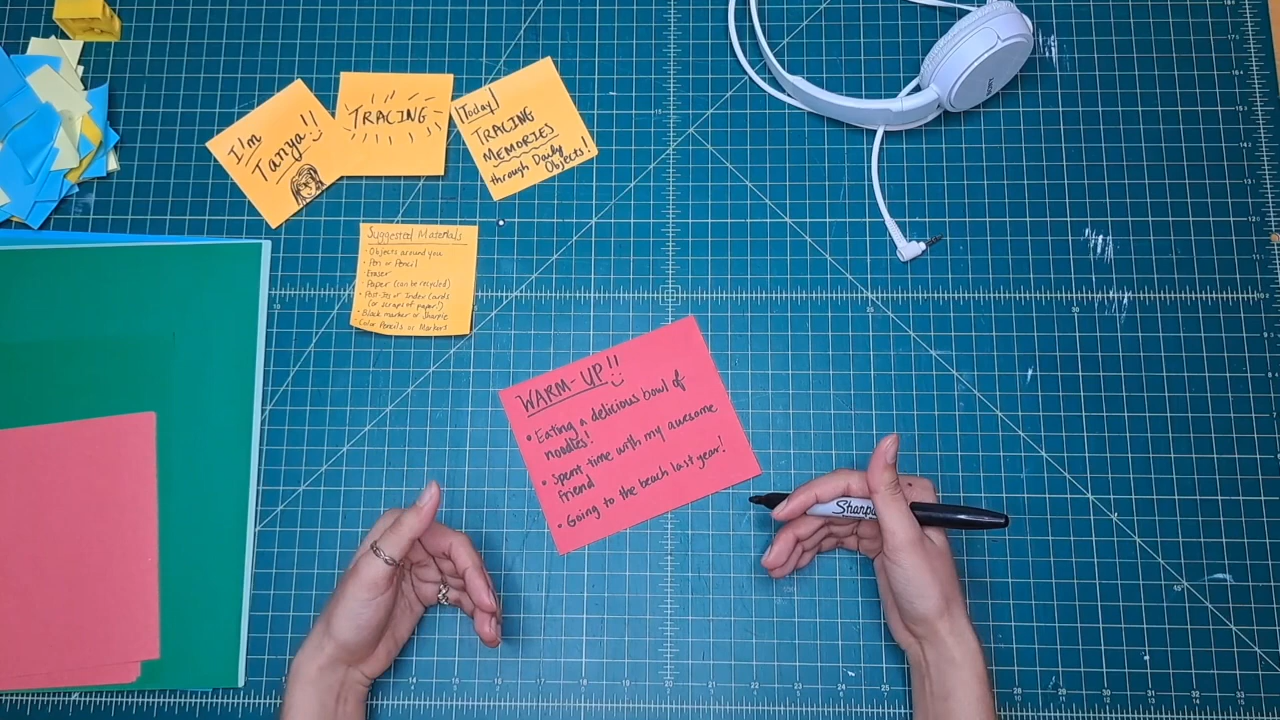 I'm
Tanya!!
TRACING
Today
TRACING
MEMORIES
through Daily
Objects!
Suggested Materials
• Objects around you
• Pen or Pencil
• Eraser
• Paper (can be recycled)
• Post-Its or Index Cards
(or scraps of paper!)
• Black marker or Sharpie
• Color Pencils or Markers
WARM-UP!!
• Eating a delicious bowl of
noodles!
• Spent time with my awesome
friend
• Going to the beach last year!
SONY